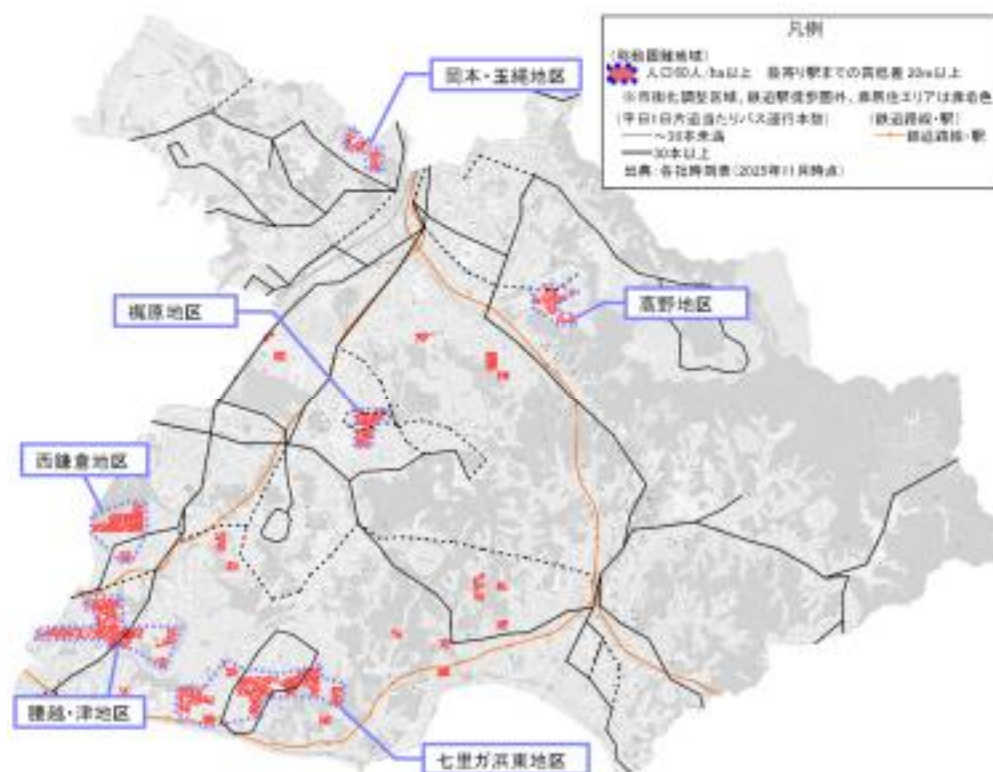 凡例
(移動困難地域)
人口60人/ha以上 最寄り駅までの高低差20m以上
※市街化調整区域、鉄道駅徒歩圏外、非居住エリアは非着色
(平日1日片道当たりバス運行本数) (鉄道路線・駅)
～30本未満 鉄道路線・駅
30本以上
出典:各社時刻表(2023年11月時点)
岡本・玉縄地区
高野地区
梶原地区
西鎌倉地区
腰越・津地区
七里ガ浜東地区